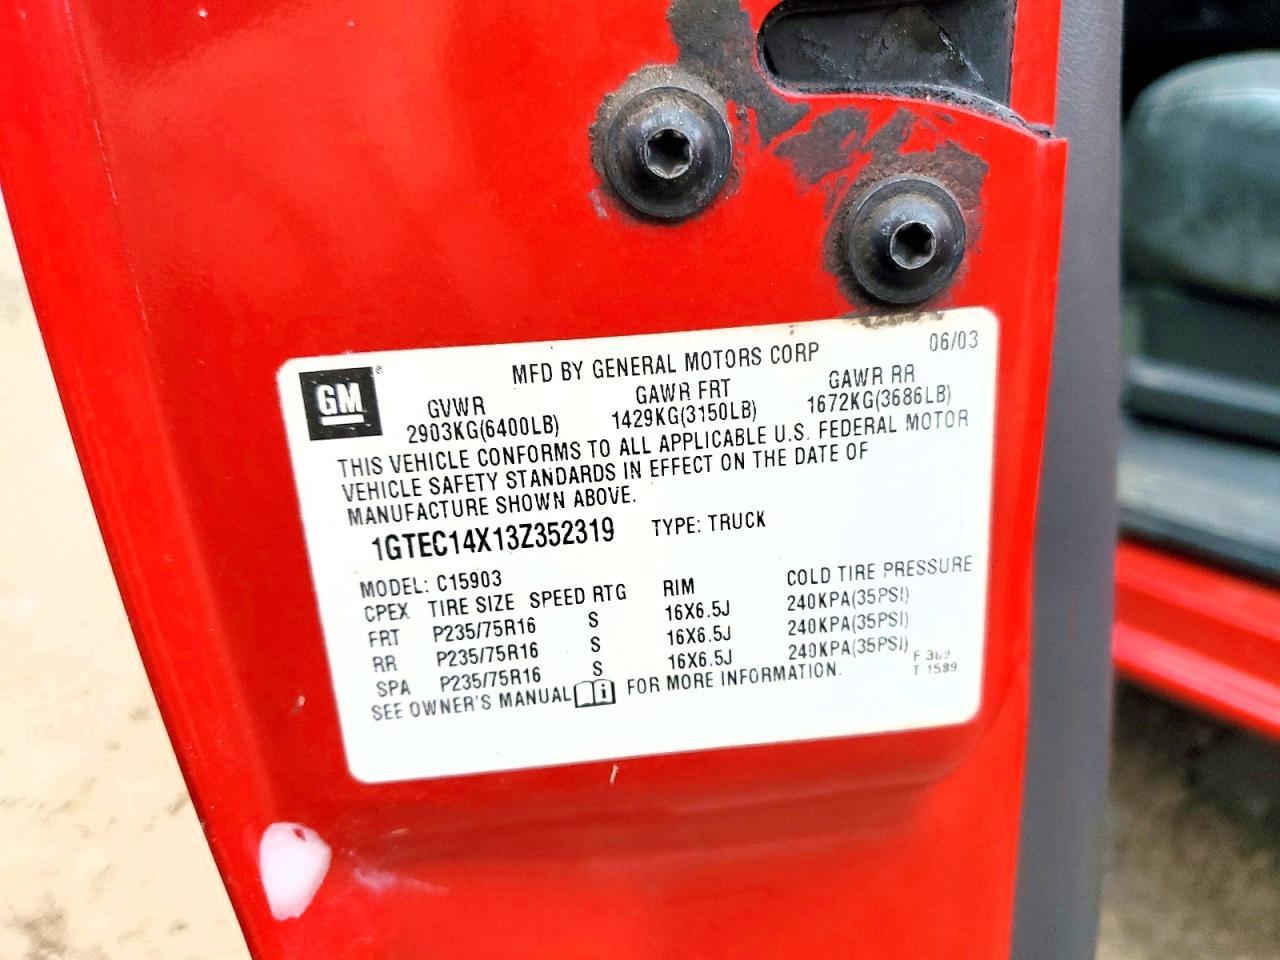 MFD BY GENERAL MOTORS CORP 06/03
GM
GVWR GAWR FRT GAWR RR
2903KG(6400LB) 1429KG(3150LB) 1672KG(3686LB)
THIS VEHICLE CONFORMS TO ALL APPLICABLE U.S. FEDERAL MOTOR
VEHICLE SAFETY STANDARDS IN EFFECT ON THE DATE OF
MANUFACTURE SHOWN ABOVE.
1GTEC14X13Z352319 TYPE: TRUCK
MODEL: C15903
CPEX TIRE SIZE SPEED RTG RIM COLD TIRE PRESSURE
FRT P235/75R16 S 16X6.5J 240KPA(35PSI)
RR P235/75R16 S 16X6.5J 240KPA(35PSI)
SPA P235/75R16 S 16X6.5J 240KPA(35PSI)
SEE OWNER'S MANUAL FOR MORE INFORMATION.
F
T 1589